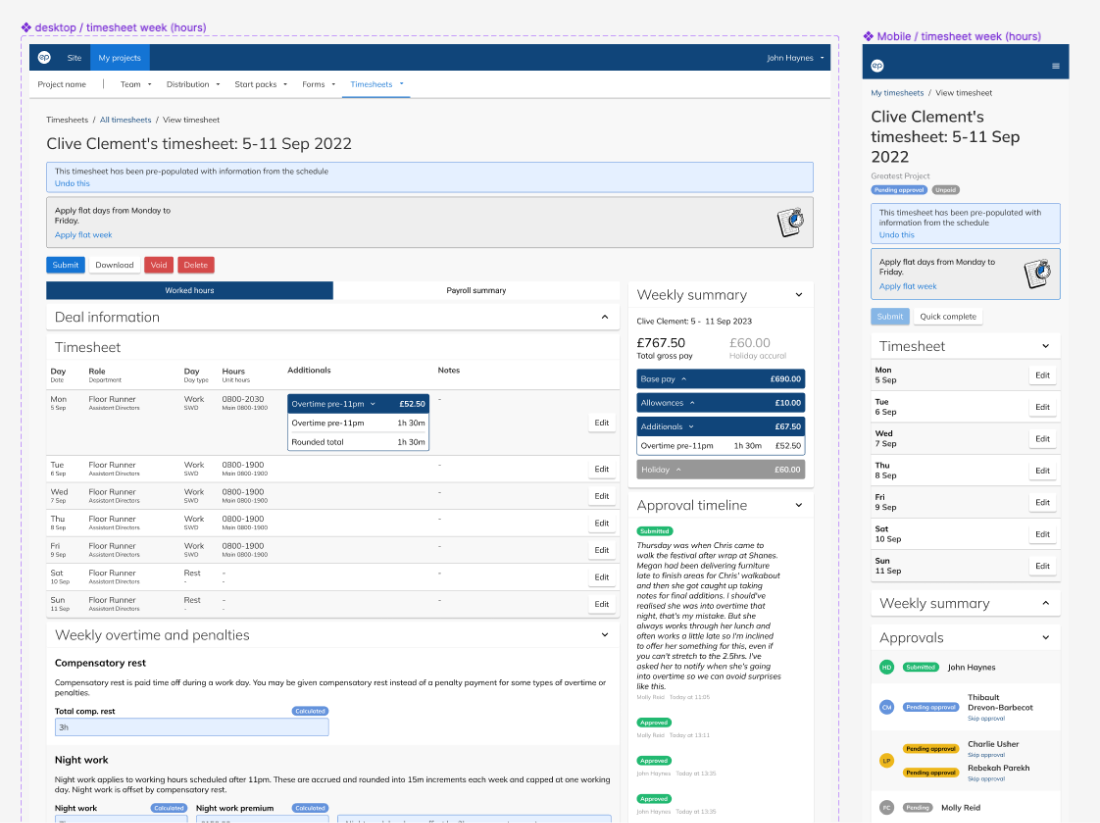 desktop / timesheet week (hours)
ep Site My projects John Haynes
Project name | Team Distribution Start packs Forms Timesheets
Timesheets / All timesheets / View timesheet
Clive Clement's timesheet: 5-11 Sep 2022
This timesheet has been pre-populated with information from the schedule
Undo this
Apply flat days from Monday to
Friday.
Apply flat week
Submit Download Void Delete
Worked hours Payroll summary
Deal information
Timesheet
Day Role Day Hours Additionals Notes
Date Department Day type Unit hours
Mon Floor Runner Work 0800-2030 Overtime pre-11pm £52.50 -
5 Sep Assistant Directors SWD Main 0800-1900
Overtime pre-11pm 1h 30m Edit
Rounded total 1h 30m
Tue Floor Runner Work 0800-1900 - Edit
6 Sep Assistant Directors SWD Main 0800-1900
Wed Floor Runner Work 0800-1900 - Edit
7 Sep Assistant Directors SWD Main 0800-1900
Thu Floor Runner Work 0800-1900 - Edit
8 Sep Assistant Directors SWD Main 0800-1900
Fri Floor Runner Work 0800-1900 - Edit
9 Sep Assistant Directors SWD Main 0800-1900
Sat Floor Runner Rest - - Edit
10 Sep Assistant Directors - -
Sun Floor Runner Rest - - Edit
11 Sep Assistant Directors - -
Weekly overtime and penalties
Compensatory rest
Compensatory rest is paid time off during a work day. You may be given compensatory rest instead of a penalty payment for some types of overtime or
penalties.
Total comp. rest Calculated
3h
Night work
Night work applies to working hours scheduled after 11pm. These are accrued and rounded into 15m increments each week and capped at one working
day. Night work is offset by compensatory rest.
Night work Calculated Night work premium Calculated
Weekly summary
Clive Clement: 5 - 11 Sep 2023
£767.50 £60.00
Total gross pay Holiday accural
Base pay £690.00
Allowances £10.00
Additionals £67.50
Overtime pre-11pm 1h 30m £52.50
Holiday £60.00
Approval timeline
Submitted
Thursday was when Chris came to
walk the festival after wrap at Shanes.
Megan had been delivering furniture
late to finish areas for Chris' walkabout
and then she got caught up taking
notes for final additions. I should've
realised she was into overtime that
night, that's my mistake. But she
always works through her lunch and
often works a little late so I'm inclined
to offer her something for this, even if
you can't stretch to the 2.5hrs. I've
asked her to notify when she's going
into overtime so we can avoid surprises
like this.
Molly Reid Today at 12:05
Approved
Molly Reid Today at 13:11
Approved
John Haynes Today at 13:35
Approved
John Haynes Today at 13:35
Mobile / timesheet week (hours)
ep
My timesheets / View timesheet
Clive Clement's
timesheet: 5-11 Sep
2022
Greatest Project
Pending approval Unpaid
This timesheet has been pre-populated with
information from the schedule
Undo this
Apply flat days from Monday to
Friday.
Apply flat week
Submit Quick complete
Timesheet
Mon
5 Sep Edit
Tue
6 Sep Edit
Wed
7 Sep Edit
Thu
8 Sep Edit
Fri
9 Sep Edit
Sat
10 Sep Edit
Sun
11 Sep Edit
Weekly summary
Approvals
HD Submitted John Haynes
CM Pending approval Thibault
Drevon-Barbecot
Skip approval
LP Pending approval Charlie Usher
Skip approval
Pending approval Rebekah Parekh
Skip approval
FC Pending Molly Reid